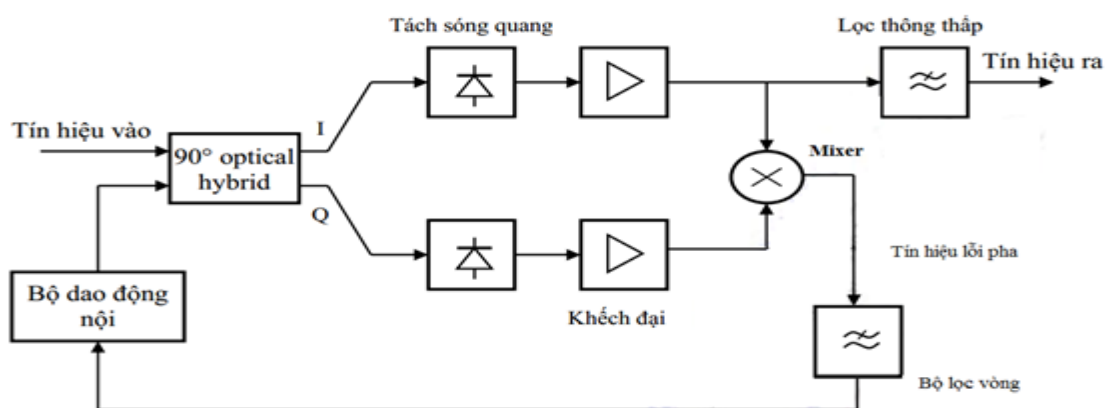 Tách sóng quang
Lọc thông thấp
Tín hiệu ra
Tín hiệu vào
I
90° optical
hybrid
Mixer
Q
Tín hiệu lỗi pha
Bộ dao động
nội
Khếch đại
Bộ lọc vòng